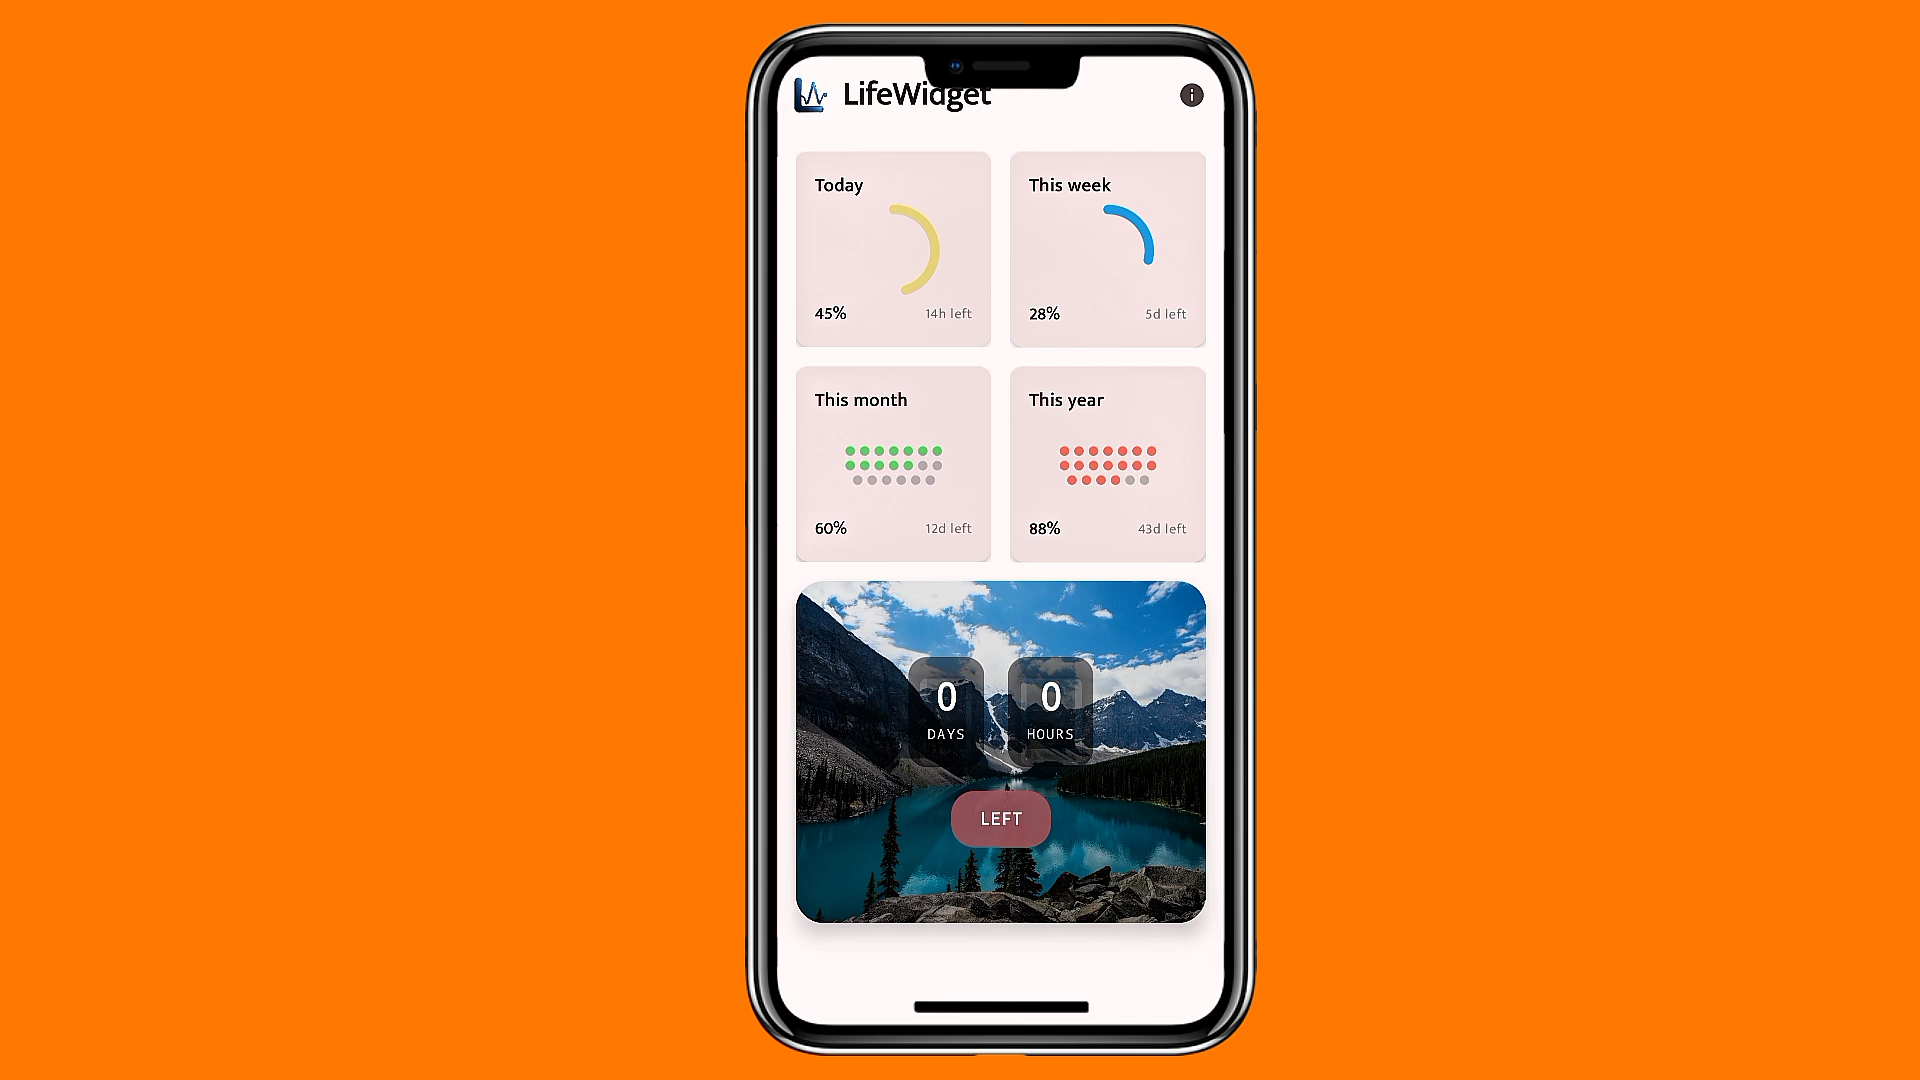 LifeWidget
Today
45%
14h left
This week
28%
5d left
This month
60%
12d left
This year
88%
43d left
0
DAYS
0
HOURS
LEFT